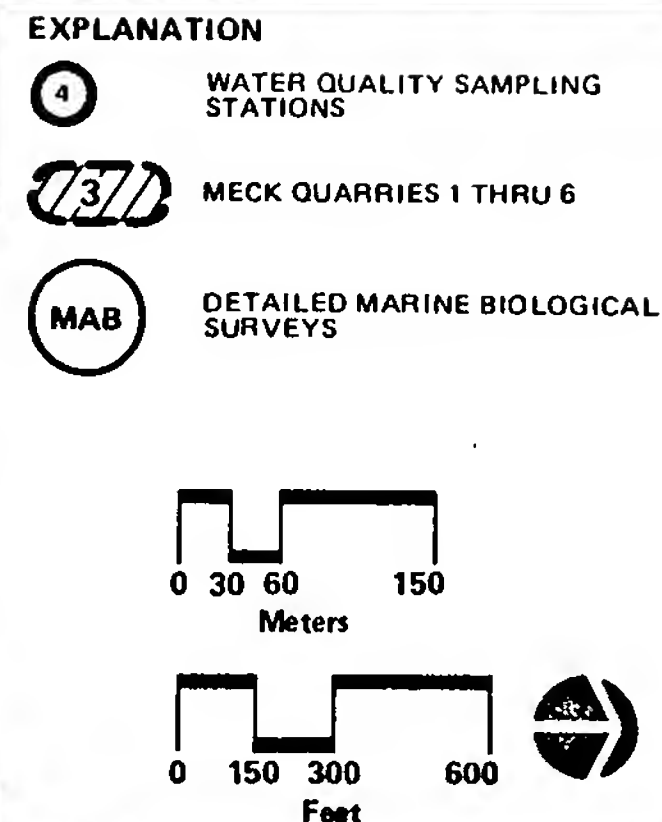 EXPLANATION
4
WATER QUALITY SAMPLING
STATIONS
3
MECK QUARRIES 1 THRU 6
MAB
DETAILED MARINE BIOLOGICAL
SURVEYS
0 30 60 150
Meters
0 150 300 600
Feet